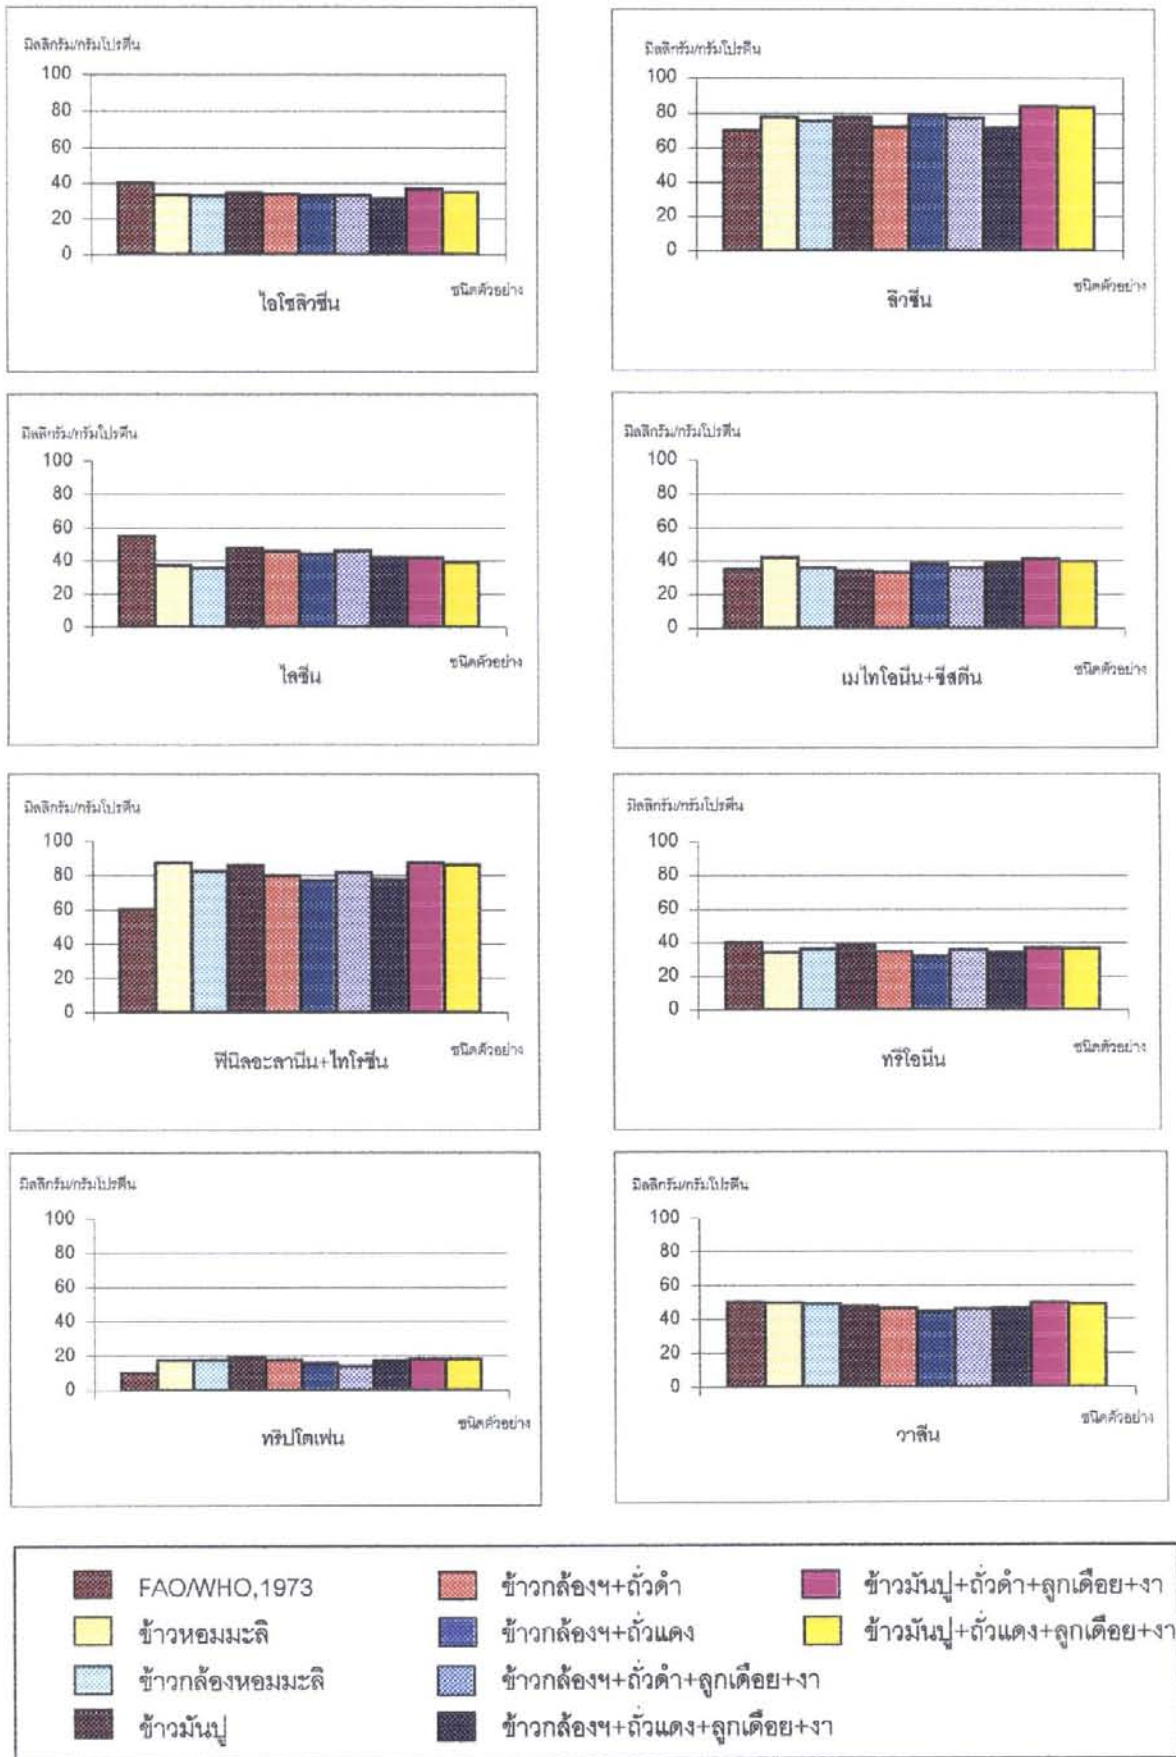 มิลลิกรัม/กรัมโปรตีน
100
80
60
40
20
0
ชนิดตัวอย่าง
ไอโซลิวซีน
มิลลิกรัม/กรัมโปรตีน
100
80
60
40
20
0
ชนิดตัวอย่าง
ลิวซีน
มิลลิกรัม/กรัมโปรตีน
100
80
60
40
20
0
ชนิดตัวอย่าง
ไลซีน
มิลลิกรัม/กรัมโปรตีน
100
80
60
40
20
0
ชนิดตัวอย่าง
เมไทโอนีน+ซีสตีน
มิลลิกรัม/กรัมโปรตีน
100
80
60
40
20
0
ชนิดตัวอย่าง
ฟีนิลอะลานีน+ไทโรซีน
มิลลิกรัม/กรัมโปรตีน
100
80
60
40
20
0
ชนิดตัวอย่าง
ทรีโอนีน
มิลลิกรัม/กรัมโปรตีน
100
80
60
40
20
0
ชนิดตัวอย่าง
ทริปโตเฟน
มิลลิกรัม/กรัมโปรตีน
100
80
60
40
20
0
ชนิดตัวอย่าง
วาลีน
FAO/WHO,1973
ข้าวหอมมะลิ
ข้าวกล้องหอมมะลิ
ข้าวมันปู
ข้าวกล้องฯ+ถั่วดำ
ข้าวกล้องฯ+ถั่วแดง
ข้าวกล้องฯ+ถั่วดำ+ลูกเดือย+งา
ข้าวกล้องฯ+ถั่วแดง+ลูกเดือย+งา
ข้าวมันปู+ถั่วดำ+ลูกเดือย+งา
ข้าวมันปู+ถั่วแดง+ลูกเดือย+งา